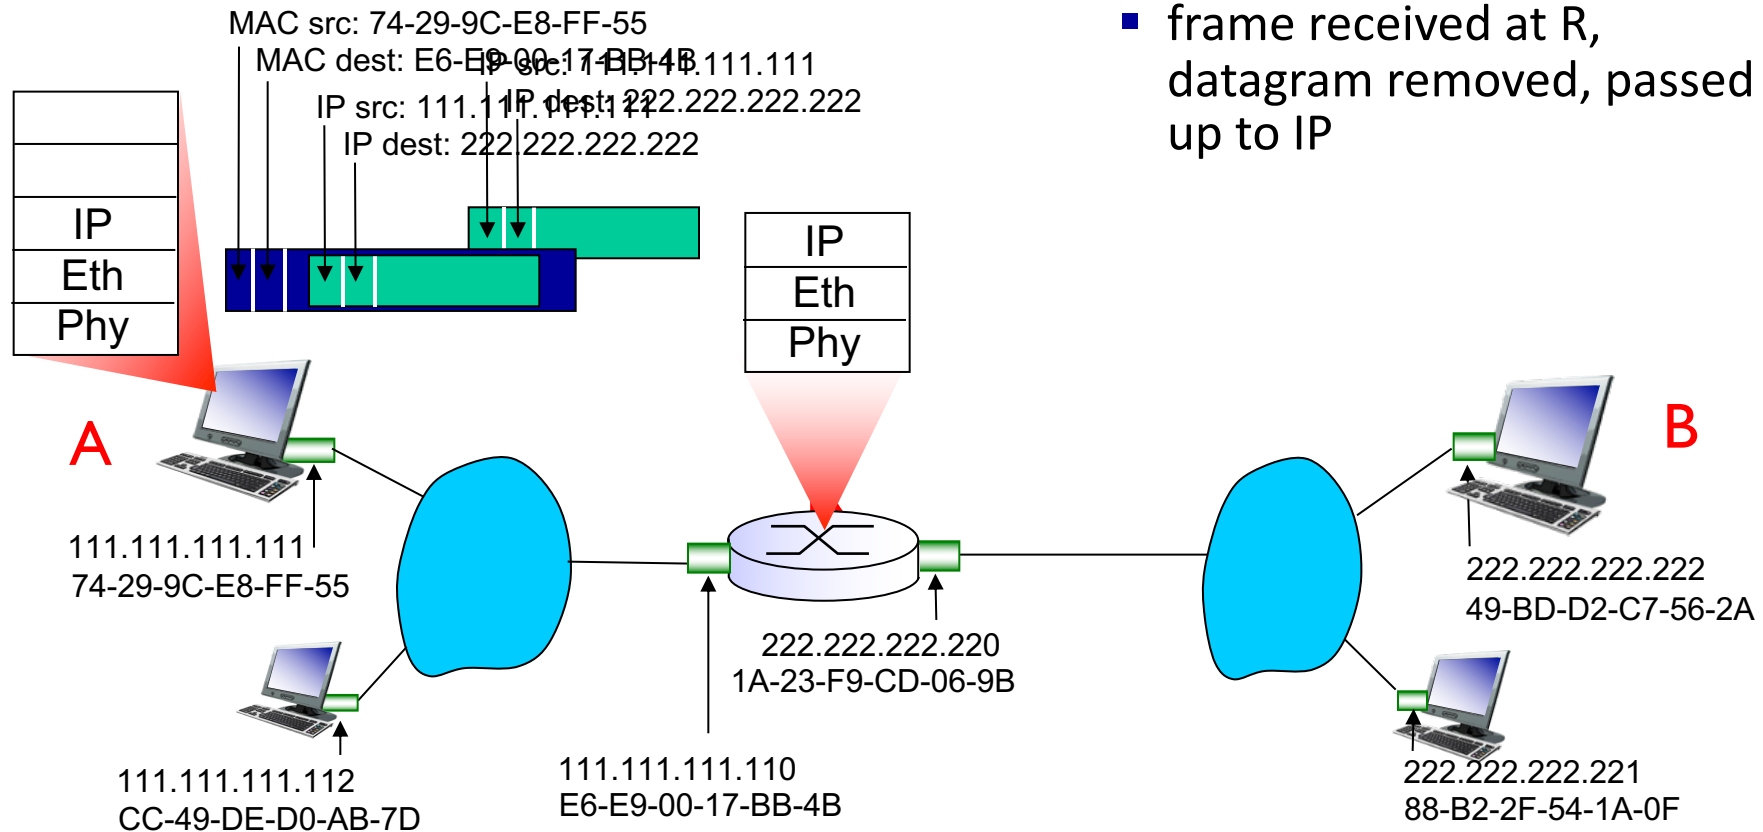 MAC src: 74-29-9C-E8-FF-55
MAC dest: E6-E9-00-17-BB-4B
IP src: 111.111.111.111
IP dest: 222.222.222.222
IP src: 111.111.111.111
IP dest: 222.222.222.222
▪ frame received at R,
datagram removed, passed
up to IP
IP
Eth
Phy
IP
Eth
Phy
A
B
111.111.111.111
74-29-9C-E8-FF-55
222.222.222.222
49-BD-D2-C7-56-2A
222.222.222.220
1A-23-F9-CD-06-9B
111.111.111.112
CC-49-DE-D0-AB-7D
111.111.111.110
E6-E9-00-17-BB-4B
222.222.222.221
88-B2-2F-54-1A-0F